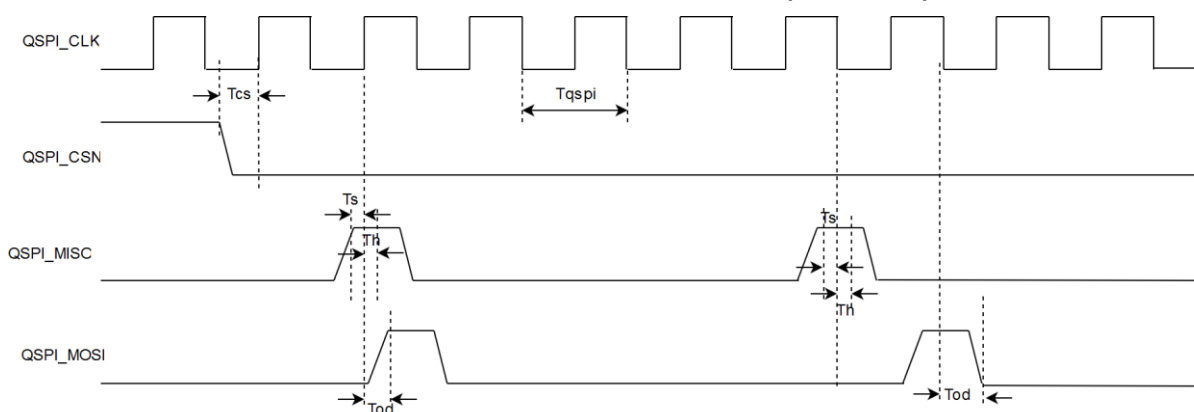 QSPI_CLK
Tcs
Tqspi
QSPI_CSN
Ts
Ts
Th
QSPI_MISC
Th
QSPI_MOSI
Tod
Tod